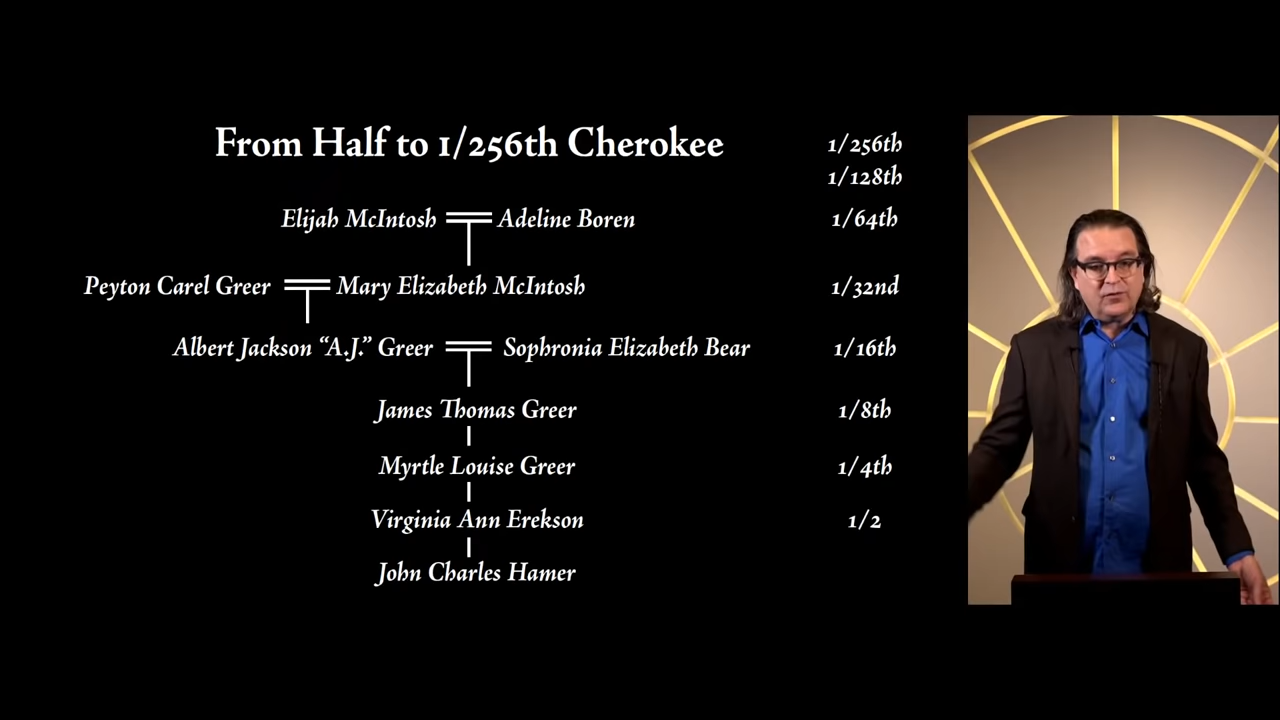 From Half to 1/256th Cherokee
1/256th
1/128th
Elijah McIntosh Adeline Boren 1/64th
Peyton Carel Greer Mary Elizabeth McIntosh 1/32nd
Albert Jackson “A.J.” Greer Sophronia Elizabeth Bear 1/16th
James Thomas Greer 1/8th
Myrtle Louise Greer 1/4th
Virginia Ann Erekson 1/2
John Charles Hamer